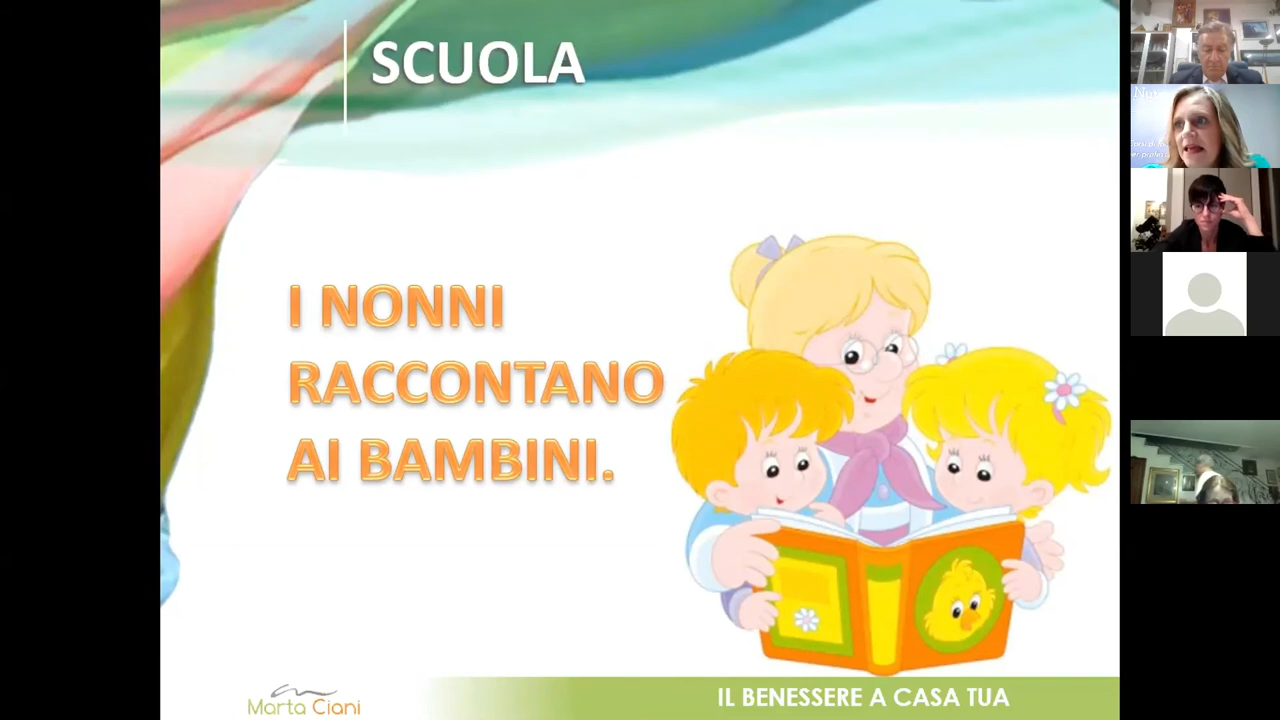 SCUOLA
I NONNI
RACCONTANO
AI BAMBINI.
Marta Ciani
IL BENESSERE A CASA TUA